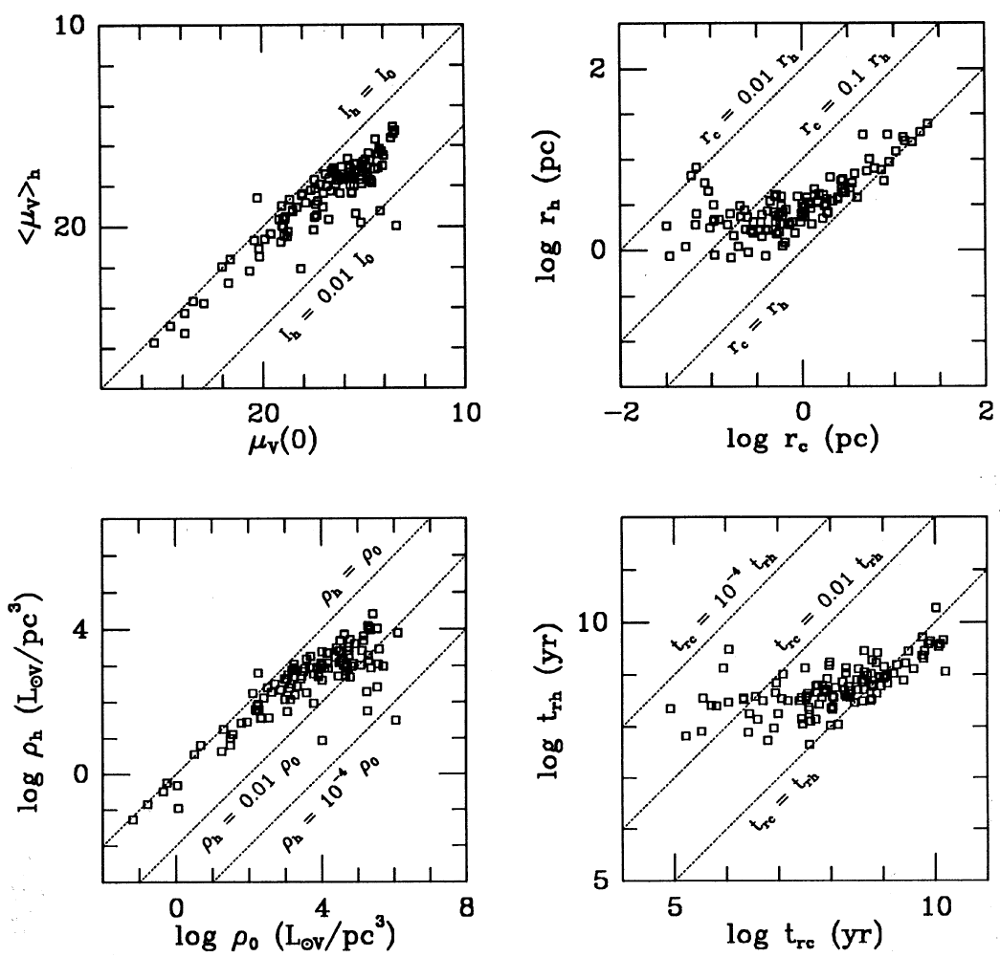 10
20
<μ_V>_h
I_h = I_0
I_h = 0.01 I_0
20
10
μ_V(0)
2
0
log r_h (pc)
r_c = 0.01 r_h
r_c = 0.1 r_h
r_c = r_h
−2
0
2
log r_c (pc)
4
0
log ρ_h (L_⊙V/pc³)
ρ_h = ρ_0
ρ_h = 0.01 ρ_0
ρ_h = 10⁻⁴ ρ_0
0
4
8
log ρ_0 (L_⊙V/pc³)
10
5
log t_rh (yr)
t_rc = 10⁻⁴ t_rh
t_rc = 0.01 t_rh
t_rc = t_rh
5
10
log t_rc (yr)